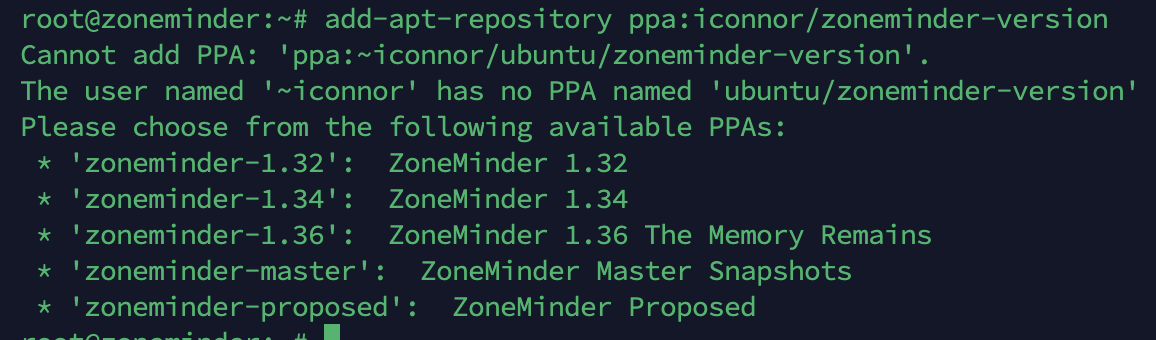 root@zoneminder:~# add-apt-repository ppa:iconnor/zoneminder-version
Cannot add PPA: 'ppa:~iconnor/ubuntu/zoneminder-version'.
The user named '~iconnor' has no PPA named 'ubuntu/zoneminder-version'
Please choose from the following available PPAs:
 * 'zoneminder-1.32':  ZoneMinder 1.32
 * 'zoneminder-1.34':  ZoneMinder 1.34
 * 'zoneminder-1.36':  ZoneMinder 1.36 The Memory Remains
 * 'zoneminder-master':  ZoneMinder Master Snapshots
 * 'zoneminder-proposed':  ZoneMinder Proposed
root@zoneminder:~#